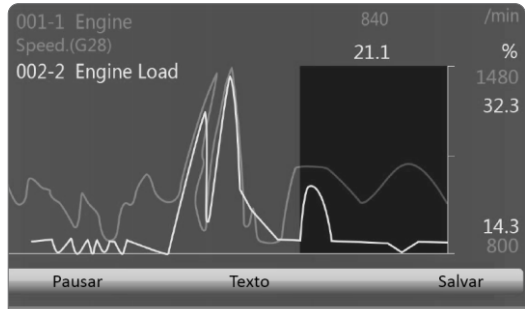 001-1 Engine 840 /min
Speed.(G28)
21.1 %
002-2 Engine Load
1480
32.3
14.3
800
Pausar Texto Salvar